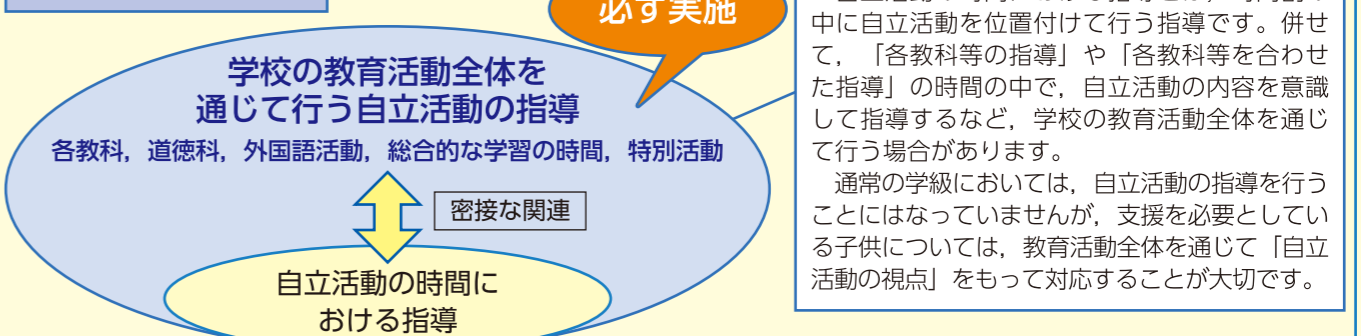 必ず実施
学校の教育活動全体を
通じて行う自立活動の指導
各教科，道徳科，外国語活動，総合的な学習の時間，特別活動
密接な関連
自立活動の時間に
おける指導
中に自立活動を位置付けて行う指導です。併せ
て，「各教科等の指導」や「各教科等を合わせ
た指導」の時間の中で，自立活動の内容を意識
して指導するなど，学校の教育活動全体を通じ
て行う場合があります。
通常の学級においては，自立活動の指導を行う
ことにはなっていませんが，支援を必要としてい
る子供については，教育活動全体を通じて「自立
活動の視点」をもって対応することが大切です。